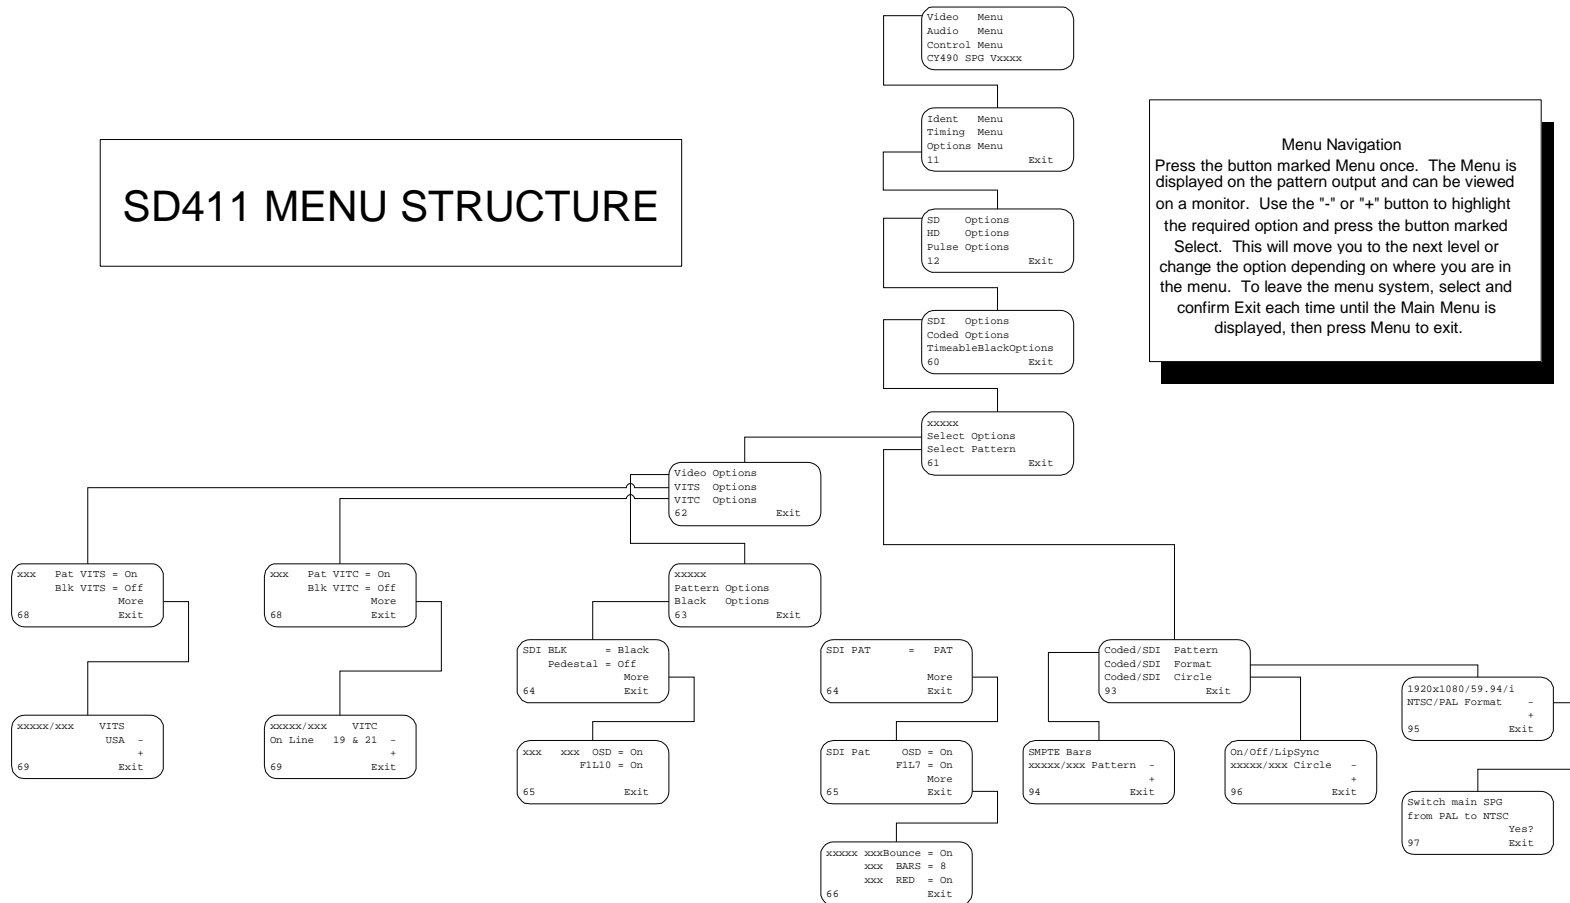 Video   Menu
Audio   Menu
Control Menu
CY490 SPG Vxxxx
Ident   Menu
Timing  Menu
Options Menu
11              Exit
SD411 MENU STRUCTURE
Menu Navigation
Press the button marked Menu once.  The Menu is
displayed on the pattern output and can be viewed
on a monitor.  Use the "-" or "+" button to highlight
the required option and press the button marked
Select.  This will move you to the next level or
change the option depending on where you are in
the menu.  To leave the menu system, select and
confirm Exit each time until the Main Menu is
displayed, then press Menu to exit.
SD    Options
HD    Options
Pulse Options
12              Exit
SDI   Options
Coded Options
TimeableBlackOptions
60              Exit
xxxxx
Select Options
Select Pattern
61              Exit
Video Options
VITS  Options
VITC  Options
62              Exit
xxx   Pat VITS = On
Blk VITS = Off
More
68              Exit
xxx   Pat VITC = On
Blk VITC = Off
More
68              Exit
xxxxx
Pattern Options
Black   Options
63              Exit
SDI BLK      = Black
Pedestal = Off
More
64              Exit
SDI PAT      =   PAT
More
64              Exit
Coded/SDI  Pattern
Coded/SDI  Format
Coded/SDI  Circle
93              Exit
1920x1080/59.94/i
NTSC/PAL Format   -
+
95              Exit
xxxxx/xxx    VITS
USA  -
+
69              Exit
xxxxx/xxx    VITC
On Line   19 & 21  -
+
69              Exit
xxx   xxx  OSD = On
F1L10 = On
65              Exit
SDI Pat    OSD = On
F1L7 = On
More
65              Exit
SMPTE Bars
xxxxx/xxx Pattern  -
+
94              Exit
On/Off/LipSync
xxxxx/xxx Circle   -
+
96              Exit
Switch main SPG
from PAL to NTSC
Yes?
97              Exit
xxxxx xxxBounce = On
xxx  BARS = 8
xxx  RED  = On
66              Exit